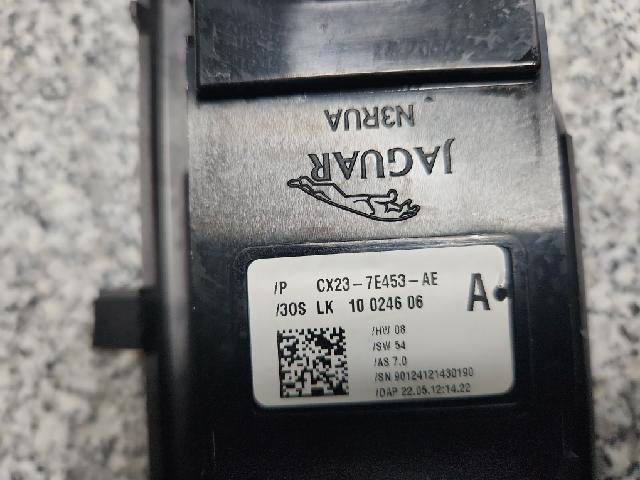 N3RUA
JAGUAR
/P CX23-7E453-AE
/3OS LK 10 0246 06 A
/HW 08
/SW 54
/AS 7.0
/SN 90124121430190
/DAP 22.05.12:14.22